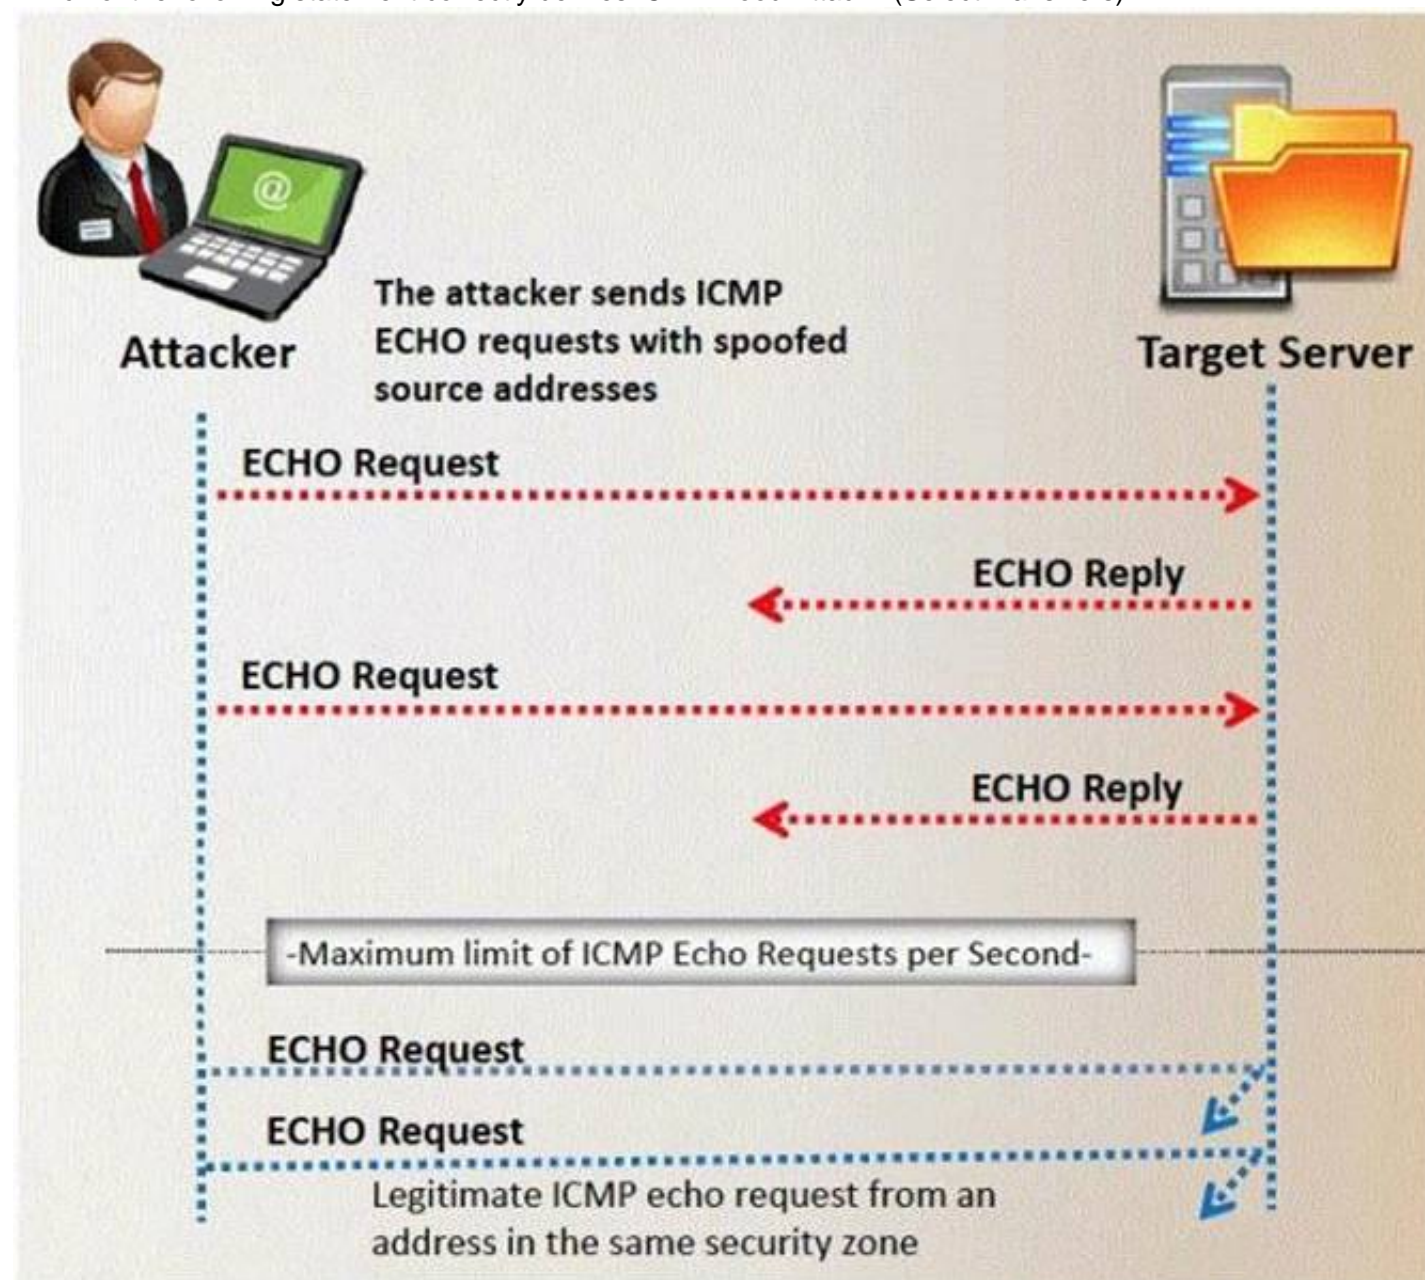 The attacker sends ICMP
ECHO requests with spoofed
source addresses
Attacker
Target Server
ECHO Request
ECHO Reply
ECHO Request
ECHO Reply
-Maximum limit of ICMP Echo Requests per Second-
ECHO Request
ECHO Request
Legitimate ICMP echo request from an
address in the same security zone